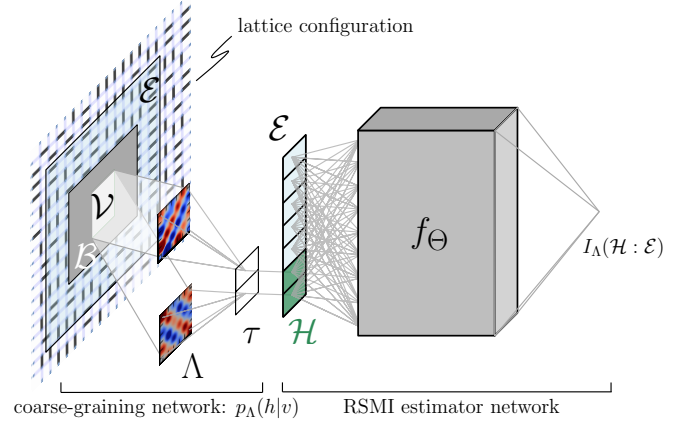 lattice configuration
ℰ
ℰ
𝒱
ℬ
f_Θ
I_Λ(ℋ : ℰ)
τ
ℋ
Λ
coarse-graining network: p_Λ(h|v)
RSMI estimator network